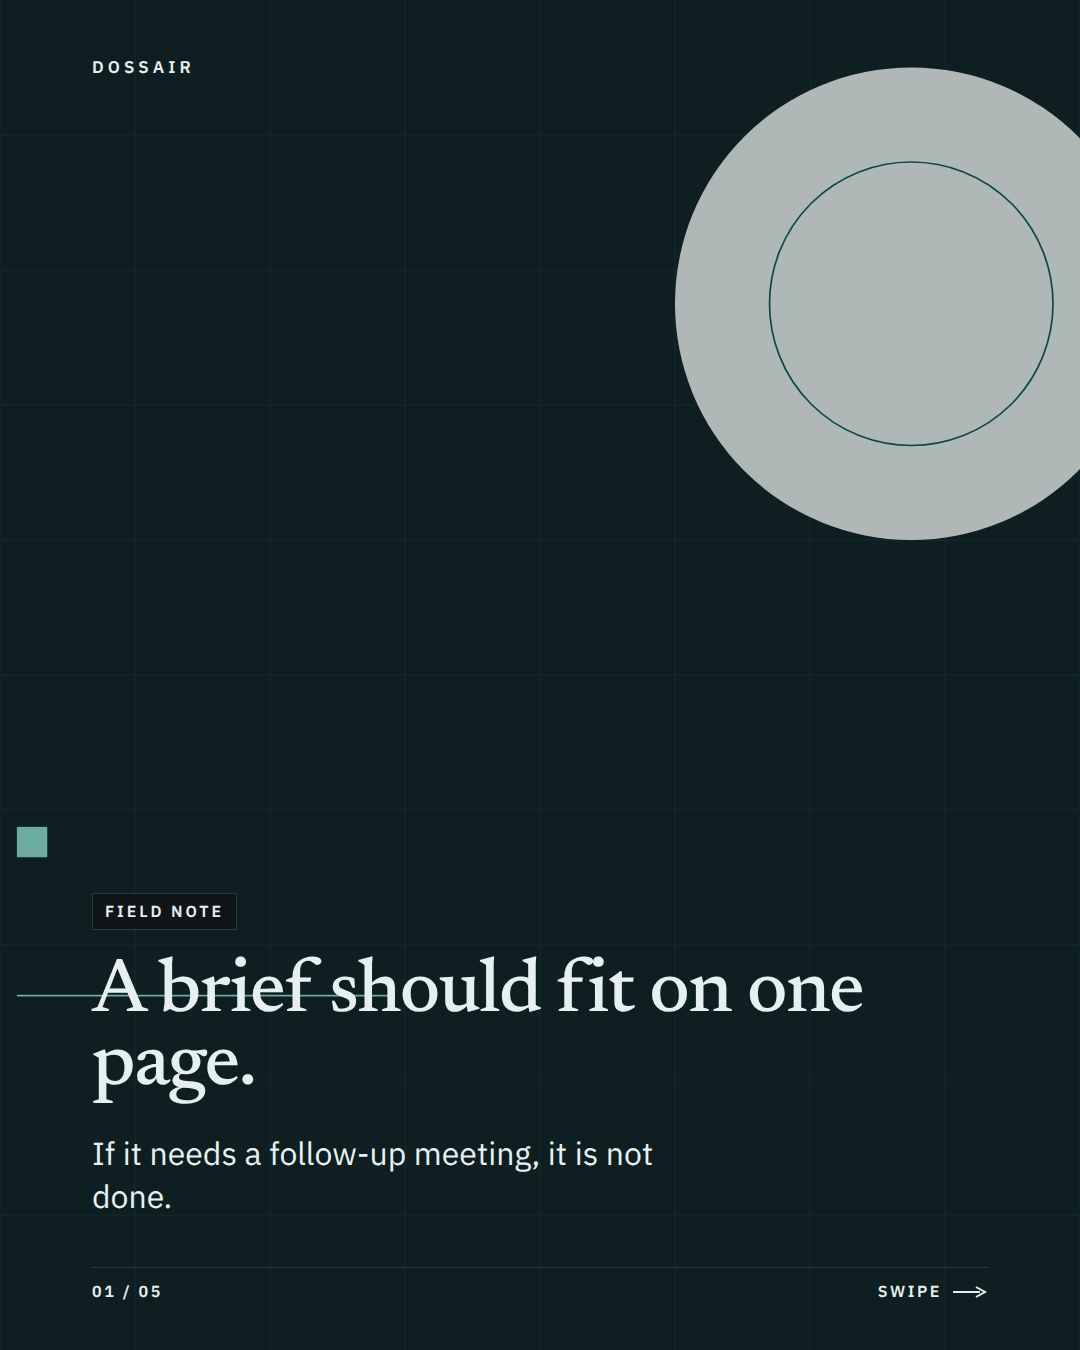 DOSSAIR
FIELD NOTE
A brief should fit on one
page.
If it needs a follow-up meeting, it is not
done.
01 / 05
SWIPE